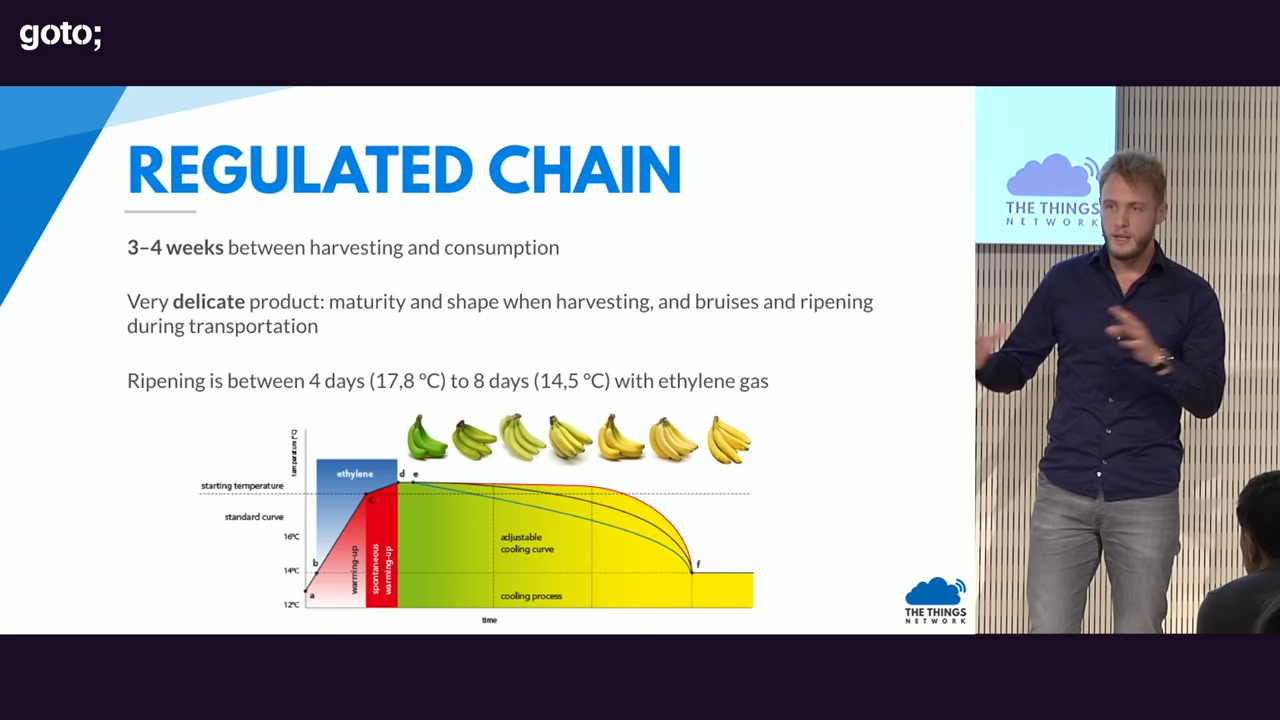 goto;
REGULATED CHAIN
3–4 weeks between harvesting and consumption
Very delicate product: maturity and shape when harvesting, and bruises and ripening
during transportation
Ripening is between 4 days (17,8 °C) to 8 days (14,5 °C) with ethylene gas
temperature (°C)
ethylene
d
e
starting temperature
c
standard curve
16°C
adjustable
cooling curve
warming-up
spontaneous
warming-up
b
14°C
f
a
cooling process
12°C
time
THE THINGS
NETWORK
THE THINGS
NETWORK